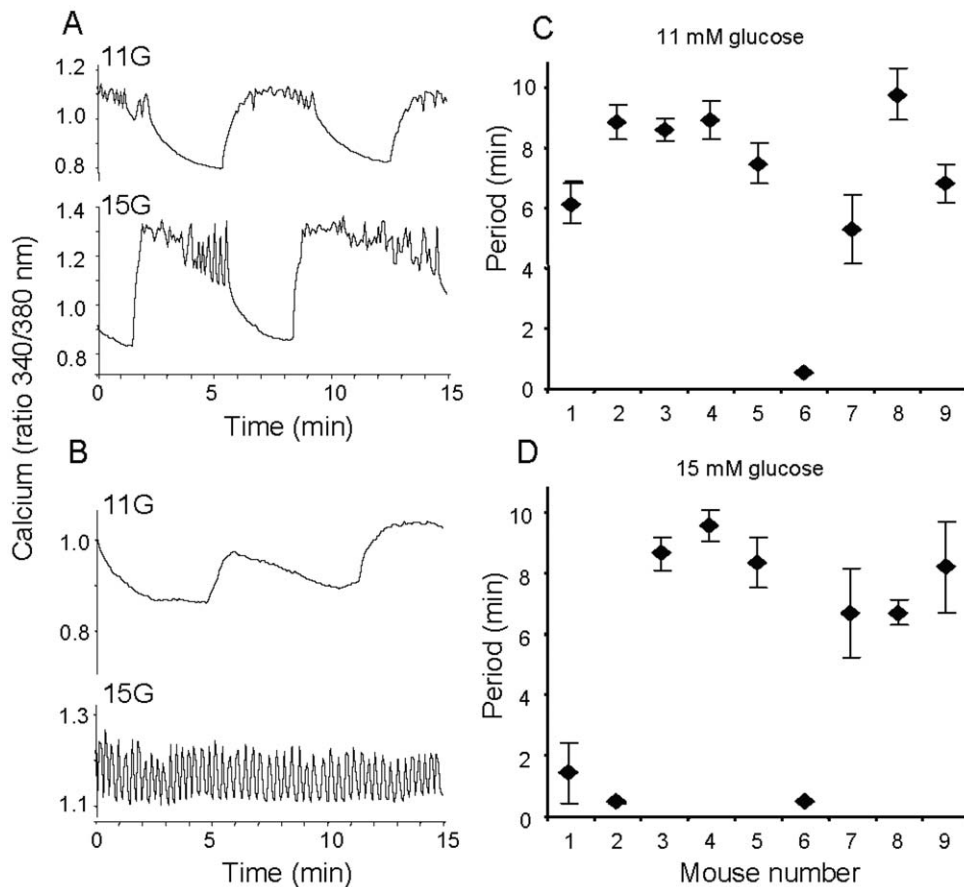 A
11G
1.2
1.0
0.8
15G
1.4
1.2
1.0
0.8
0 5 10 15
Time (min)
Calcium (ratio 340/380 nm)
B
11G
1.0
0.8
15G
1.3
1.1
0 5 10 15
Time (min)
C
11 mM glucose
Period (min)
10
8
6
4
2
0
1 2 3 4 5 6 7 8 9
D
15 mM glucose
Period (min)
10
8
6
4
2
0
1 2 3 4 5 6 7 8 9
Mouse number